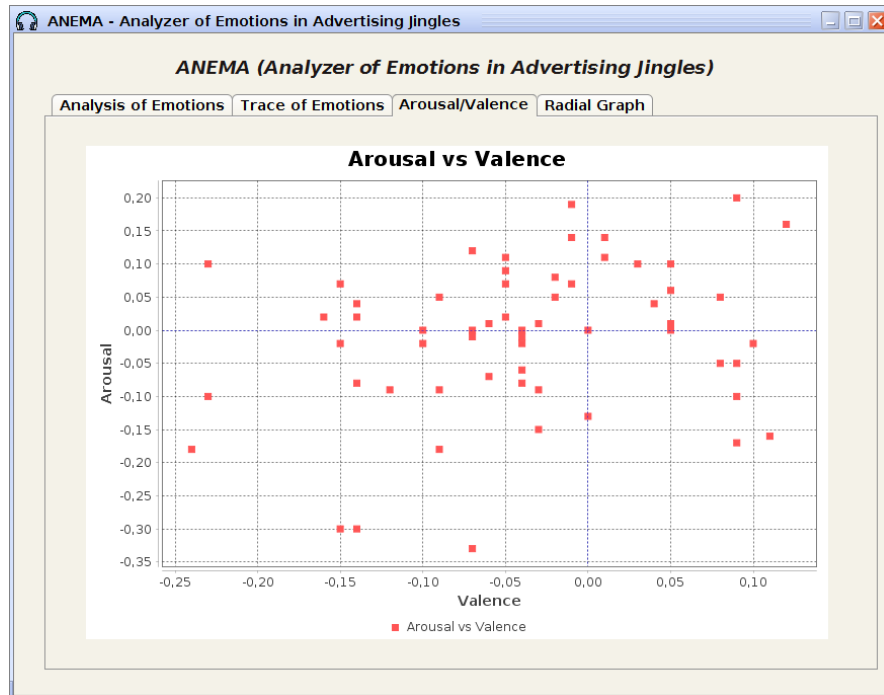 ANEMA - Analyzer of Emotions in Advertising Jingles
ANEMA (Analyzer of Emotions in Advertising Jingles)
Analysis of Emotions Trace of Emotions Arousal/Valence Radial Graph
Arousal vs Valence
0,20
0,15
0,10
0,05
0,00
-0,05
-0,10
-0,15
-0,20
-0,25
-0,30
-0,35
Arousal
-0,25 -0,20 -0,15 -0,10 -0,05 0,00 0,05 0,10
Valence
Arousal vs Valence